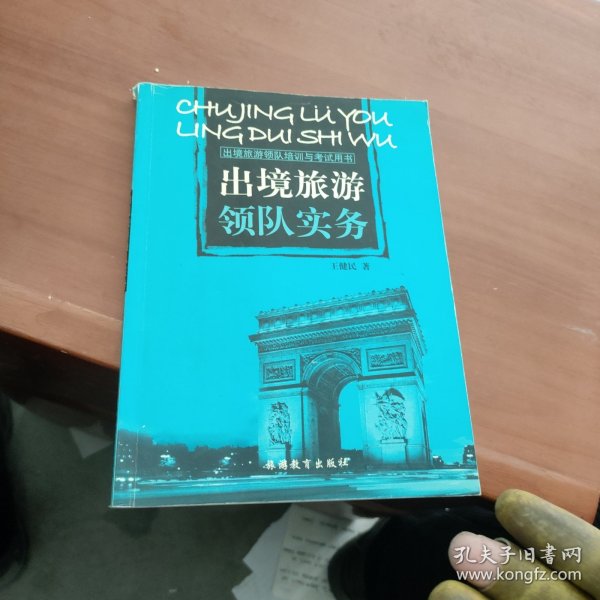 CHUJING LÜ YOU
LING DUI SHI WU
出境旅游领队培训与考试用书
出境旅游
领队实务
王健民 著
旅游教育出版社
孔夫子旧书网
www.kongfz.com